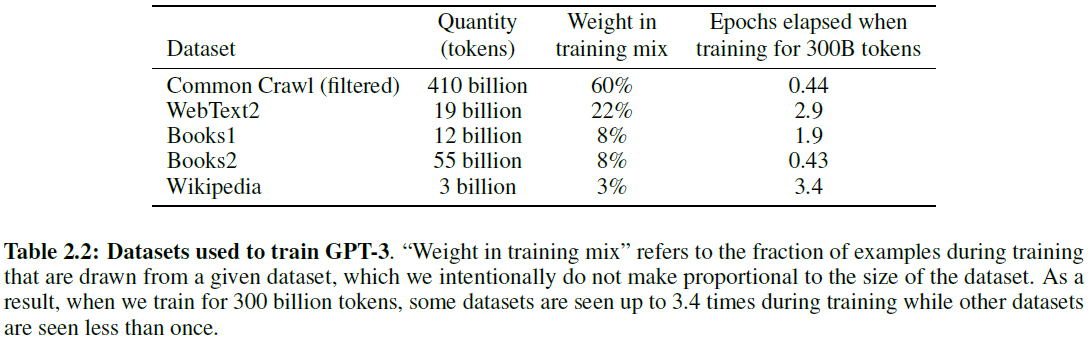 Dataset Quantity (tokens) Weight in training mix Epochs elapsed when training for 300B tokens
Common Crawl (filtered) 410 billion 60% 0.44
WebText2 19 billion 22% 2.9
Books1 12 billion 8% 1.9
Books2 55 billion 8% 0.43
Wikipedia 3 billion 3% 3.4
Table 2.2: Datasets used to train GPT-3. “Weight in training mix” refers to the fraction of examples during training
that are drawn from a given dataset, which we intentionally do not make proportional to the size of the dataset. As a
result, when we train for 300 billion tokens, some datasets are seen up to 3.4 times during training while other datasets
are seen less than once.